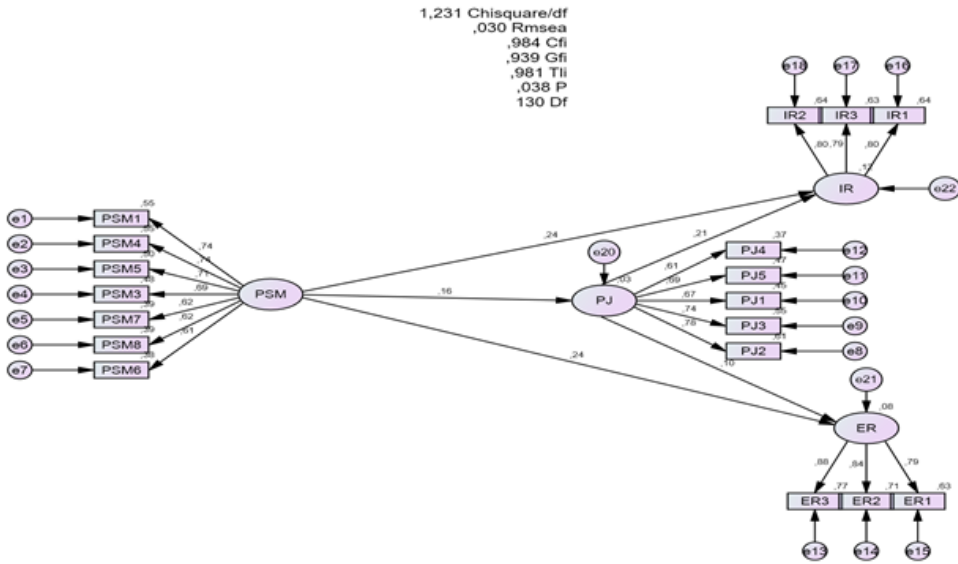 1,231 Chisquare/df
,030 Rmsea
,984 Cfi
,939 Gfi
,981 Tli
,038 P
130 Df
e18 e17 e16
,64 ,63 ,64
IR2 IR3 IR1
,80 ,79 ,80
IR
e22
,24
,21
e1 PSM1 ,55
e2 PSM4
e3 PSM5
e4 PSM3
e5 PSM7
e6 PSM8
e7 PSM6 ,38
,74
,71
,69
,62
,62
,61
PSM
,16
,24
e20
,03
PJ
,10
,61
,69
,67
,74
,78
PJ4 ,37 e12
PJ5 ,47 e11
PJ1 e10
PJ3 e9
PJ2 ,61 e8
e21
,08
ER
,88 ,84 ,79
,77 ,71 ,63
ER3 ER2 ER1
e13 e14 e15